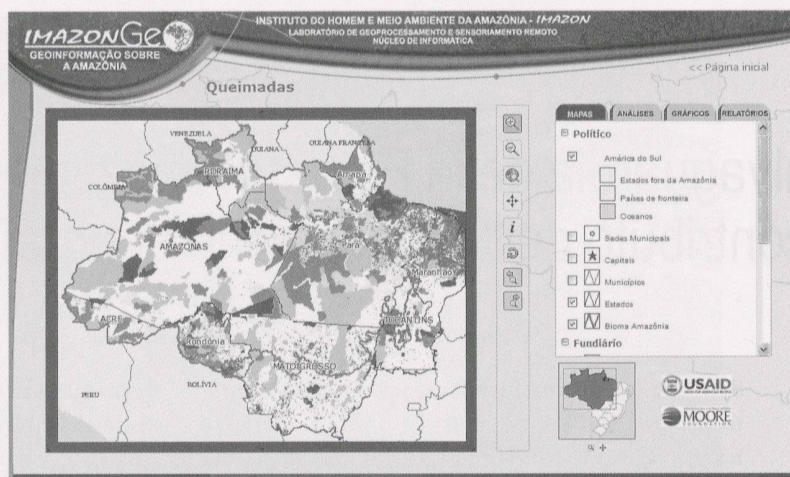 IMAZONGEO
GEOINFORMAÇÃO SOBRE
A AMAZÔNIA
INSTITUTO DO HOMEM E MEIO AMBIENTE DA AMAZÔNIA - IMAZON
LABORATÓRIO DE GEOPROCESSAMENTO E SENSORIAMENTO REMOTO
NÚCLEO DE INFORMÁTICA
<< Página inicial
Queimadas
MAPAS ANÁLISES GRÁFICOS RELATÓRIOS
Político
América do Sul
Estados fora da Amazônia
Países de fronteira
Oceanos
Sedes Municipais
Capitais
Municípios
Estados
Bioma Amazônia
Fundiário
VENEZUELA
GUIANA
GUIANA FRANCESA
COLÔMBIA
RORAIMA
Amapá
AMAZONAS
Pará
Maranhão
ACRE
Rondônia
TOCANTINS
MATO GROSSO
PERU
BOLÍVIA
i
USAID
MOORE
FOUNDATION